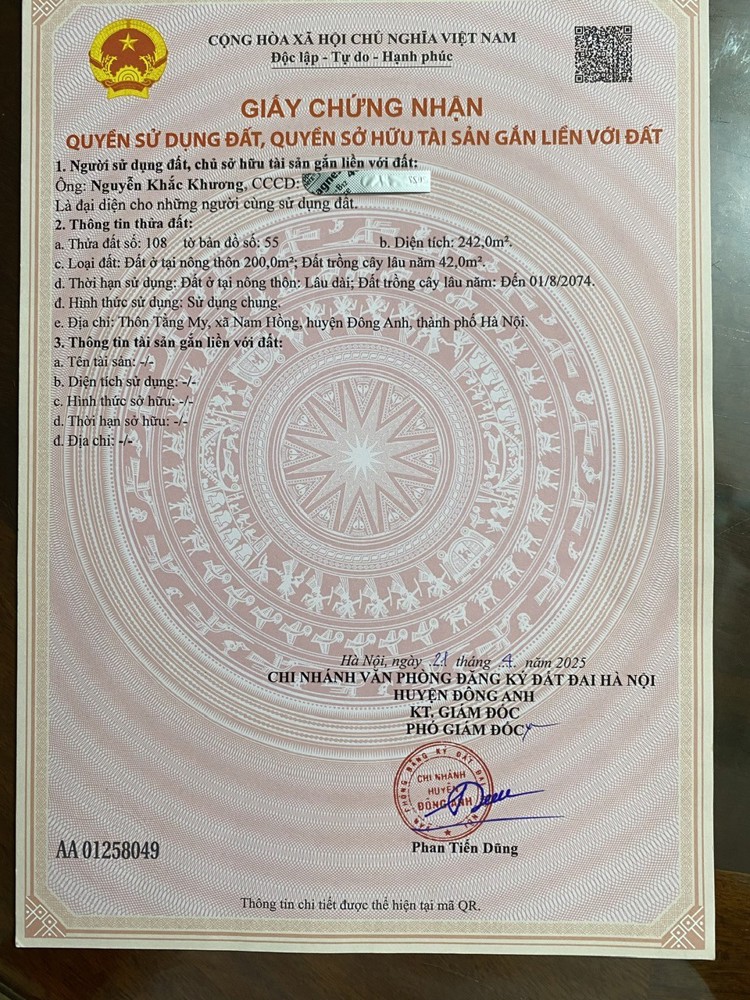 CỘNG HÒA XÃ HỘI CHỦ NGHĨA VIỆT NAM
Độc lập - Tự do - Hạnh phúc
GIẤY CHỨNG NHẬN
QUYỀN SỬ DỤNG ĐẤT, QUYỀN SỞ HỮU TÀI SẢN GẮN LIỀN VỚI ĐẤT
1. Người sử dụng đất, chủ sở hữu tài sản gắn liền với đất:
Ông: Nguyễn Khắc Khương, CCCD:
Là đại diện cho những người cùng sử dụng đất.
2. Thông tin thửa đất:
a. Thửa đất số: 108 tờ bản đồ số: 55 b. Diện tích: 242,0m².
c. Loại đất: Đất ở tại nông thôn 200,0m²; Đất trồng cây lâu năm 42,0m².
d. Thời hạn sử dụng: Đất ở tại nông thôn: Lâu dài; Đất trồng cây lâu năm: Đến 01/8/2074.
đ. Hình thức sử dụng: Sử dụng chung.
e. Địa chỉ: Thôn Tằng My, xã Nam Hồng, huyện Đông Anh, thành phố Hà Nội.
3. Thông tin tài sản gắn liền với đất:
a. Tên tài sản: -/-
b. Diện tích sử dụng: -/-
c. Hình thức sở hữu: -/-
d. Thời hạn sở hữu: -/-
đ. Địa chỉ: -/-
Hà Nội, ngày 21 tháng 4 năm 2025
CHI NHÁNH VĂN PHÒNG ĐĂNG KÝ ĐẤT ĐAI HÀ NỘI
HUYỆN ĐÔNG ANH
KT. GIÁM ĐỐC
PHÓ GIÁM ĐỐC
CHI NHÁNH
HUYỆN
ĐÔNG ANH
Phan Tiến Dũng
AA 01258049
Thông tin chi tiết được thể hiện tại mã QR.